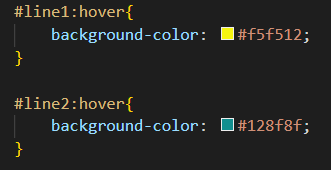 #line1:hover{
    background-color: #f5f512;
}

#line2:hover{
    background-color: #128f8f;
}